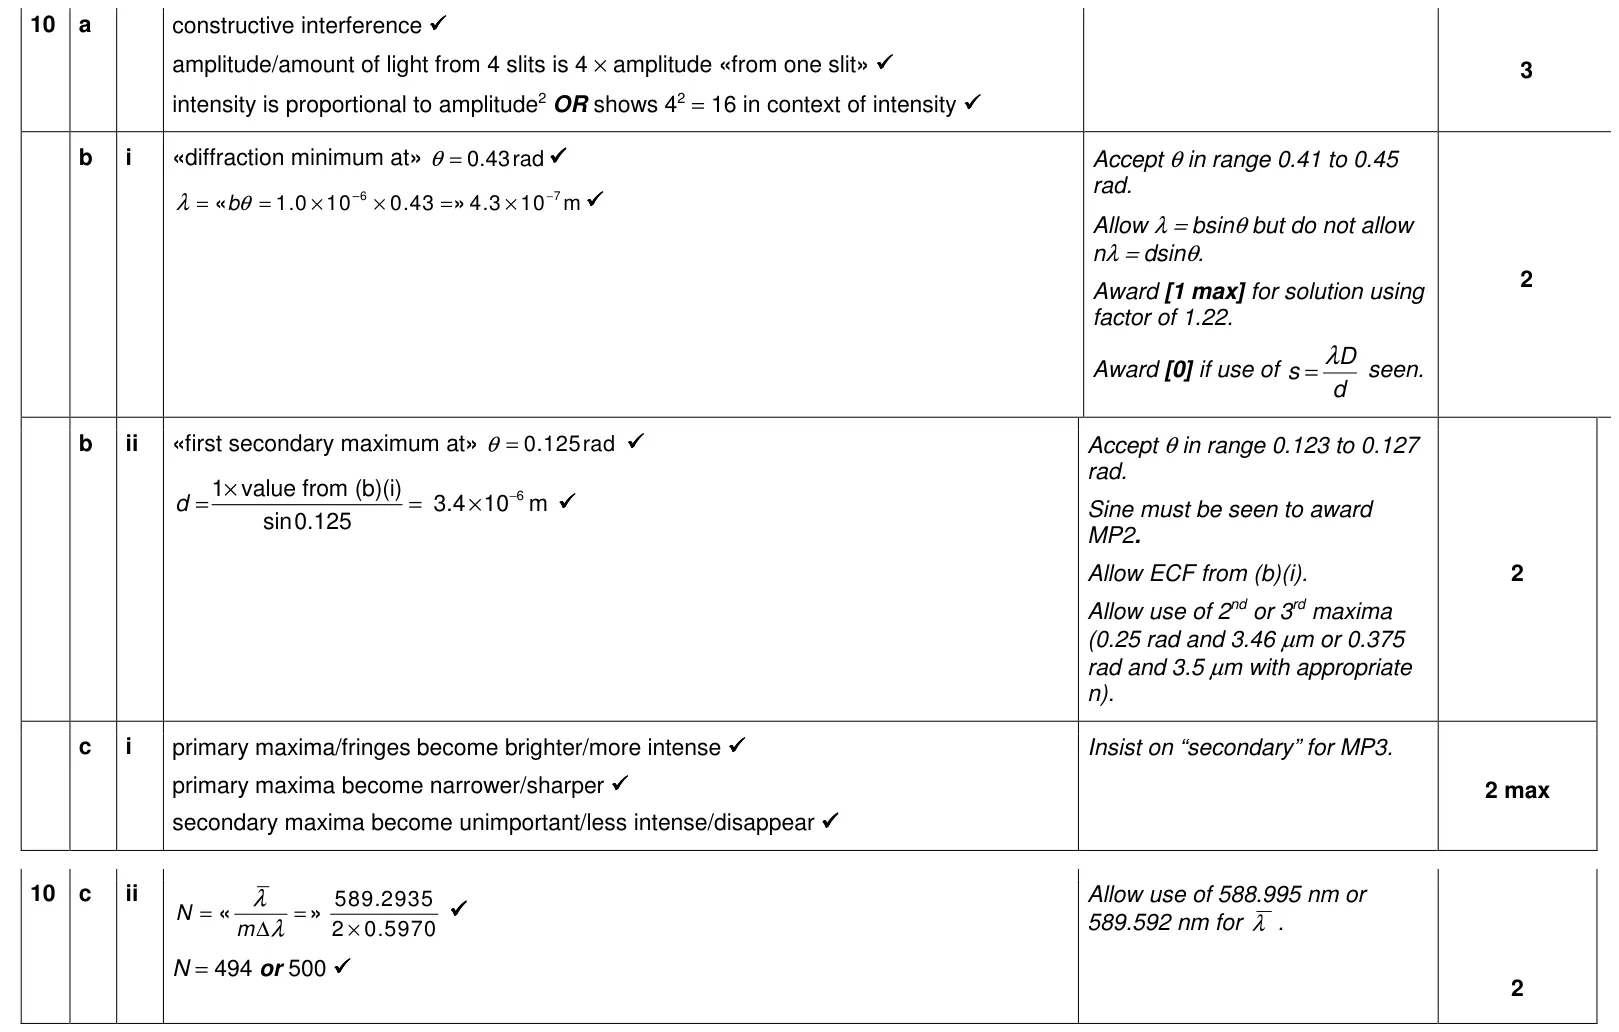 10 a constructive interference ✓
amplitude/amount of light from 4 slits is 4 × amplitude «from one slit» ✓
3
intensity is proportional to amplitude² OR shows 4² = 16 in context of intensity ✓
b i «diffraction minimum at» θ = 0.43 rad ✓
λ = «bθ = 1.0 × 10⁻⁶ × 0.43 =» 4.3 × 10⁻⁷ m ✓
Accept θ in range 0.41 to 0.45
rad.
Allow λ = bsinθ but do not allow
nλ = dsinθ.
Award [1 max] for solution using
factor of 1.22.
Award [0] if use of s = λD/d seen.
2
b ii «first secondary maximum at» θ = 0.125 rad ✓
d = 1 × value from (b)(i)/sin0.125 = 3.4 × 10⁻⁶ m ✓
Accept θ in range 0.123 to 0.127
rad.
Sine must be seen to award
MP2.
Allow ECF from (b)(i).
Allow use of 2nd or 3rd maxima
(0.25 rad and 3.46 μm or 0.375
rad and 3.5 μm with appropriate
n).
2
c i primary maxima/fringes become brighter/more intense ✓
primary maxima become narrower/sharper ✓
secondary maxima become unimportant/less intense/disappear ✓
Insist on “secondary” for MP3.
2 max
10 c ii N = « λ̅/mΔλ = » 589.2935/2 × 0.5970 ✓
N = 494 or 500 ✓
Allow use of 588.995 nm or
589.592 nm for λ̅ .
2